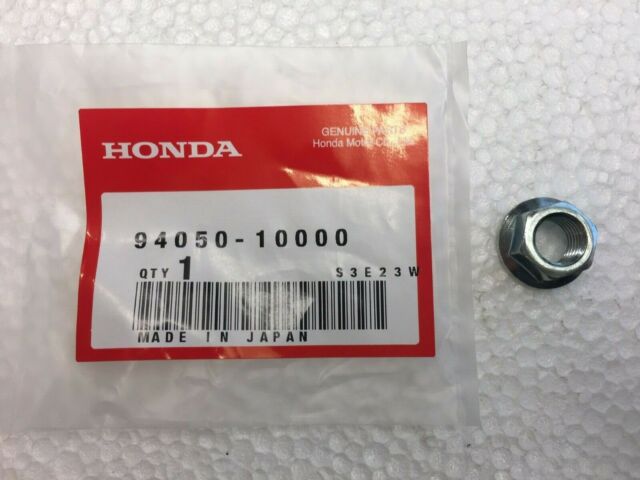 GENUINE PARTS
Honda Motor Co.,
HONDA
94050-10000
QTY 1 S3E23W
MADE IN JAPAN